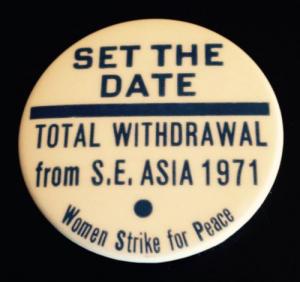 SET THE
DATE
TOTAL WITHDRAWAL
from S.E. ASIA 1971
Women Strike for Peace